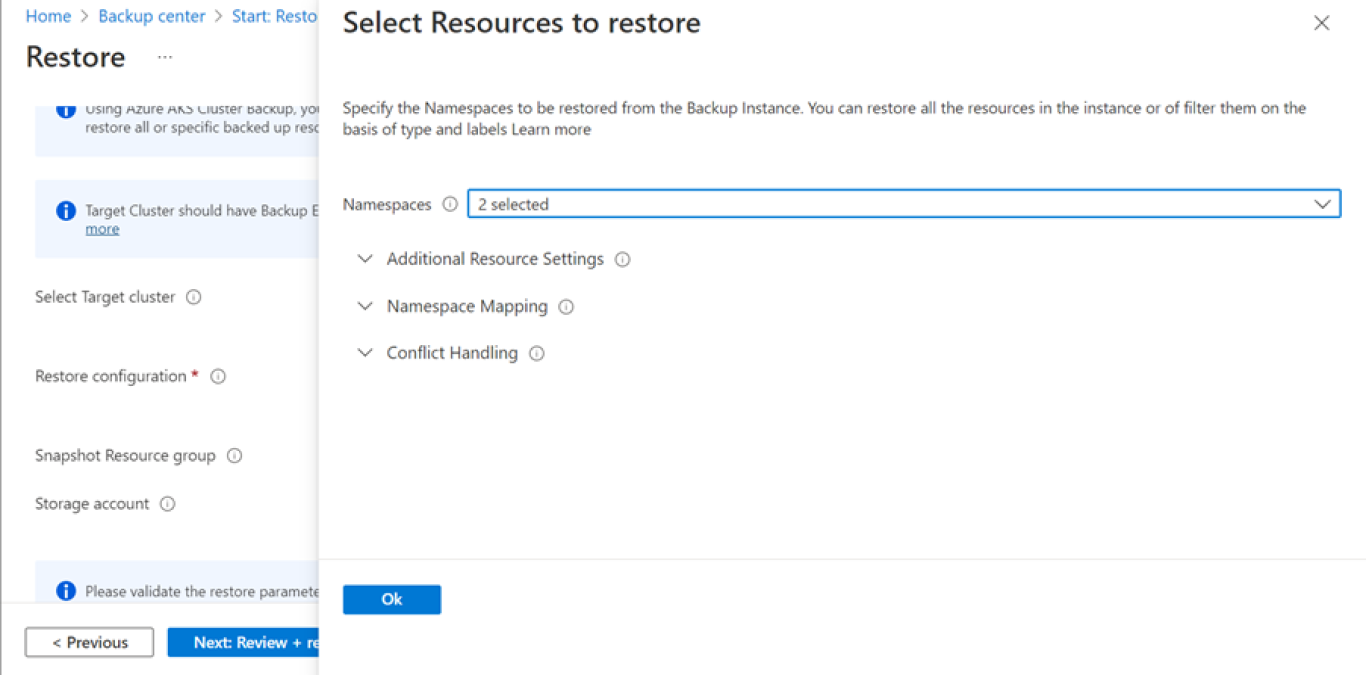 Home > Backup center > Start: Resto
Restore ...
Using Azure AKS Cluster Backup, you
restore all or specific backed up reso
Target Cluster should have Backup E
more
Select Target cluster
Restore configuration *
Snapshot Resource group
Storage account
Please validate the restore paramete
< Previous
Next: Review + re
Select Resources to restore
Specify the Namespaces to be restored from the Backup Instance. You can restore all the resources in the instance or of filter them on the
basis of type and labels Learn more
Namespaces 2 selected
Additional Resource Settings
Namespace Mapping
Conflict Handling
Ok